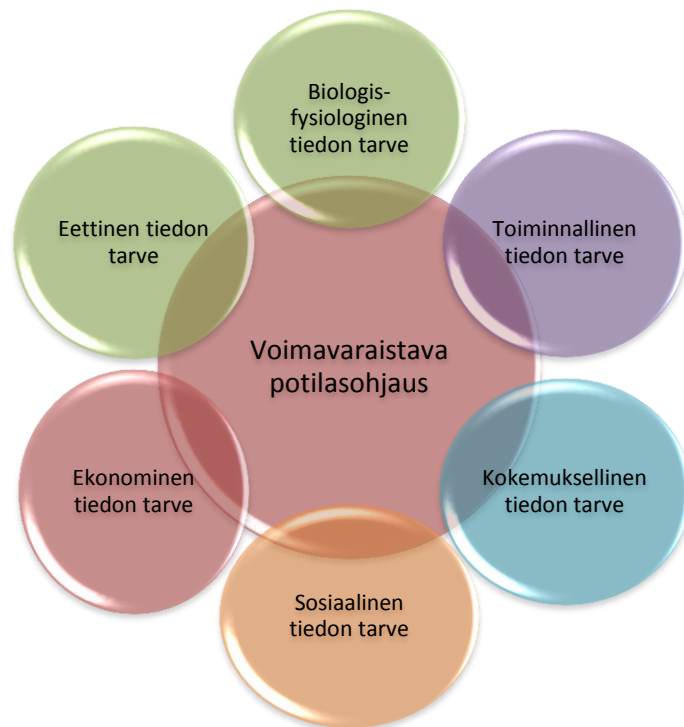 Biologis-
fysiologinen
tiedon tarve
Eettinen tiedon
tarve
Toiminnallinen
tiedon tarve
Voimavaraistava
potilasohjaus
Ekonominen
tiedon tarve
Kokemuksellinen
tiedon tarve
Sosiaalinen
tiedon tarve